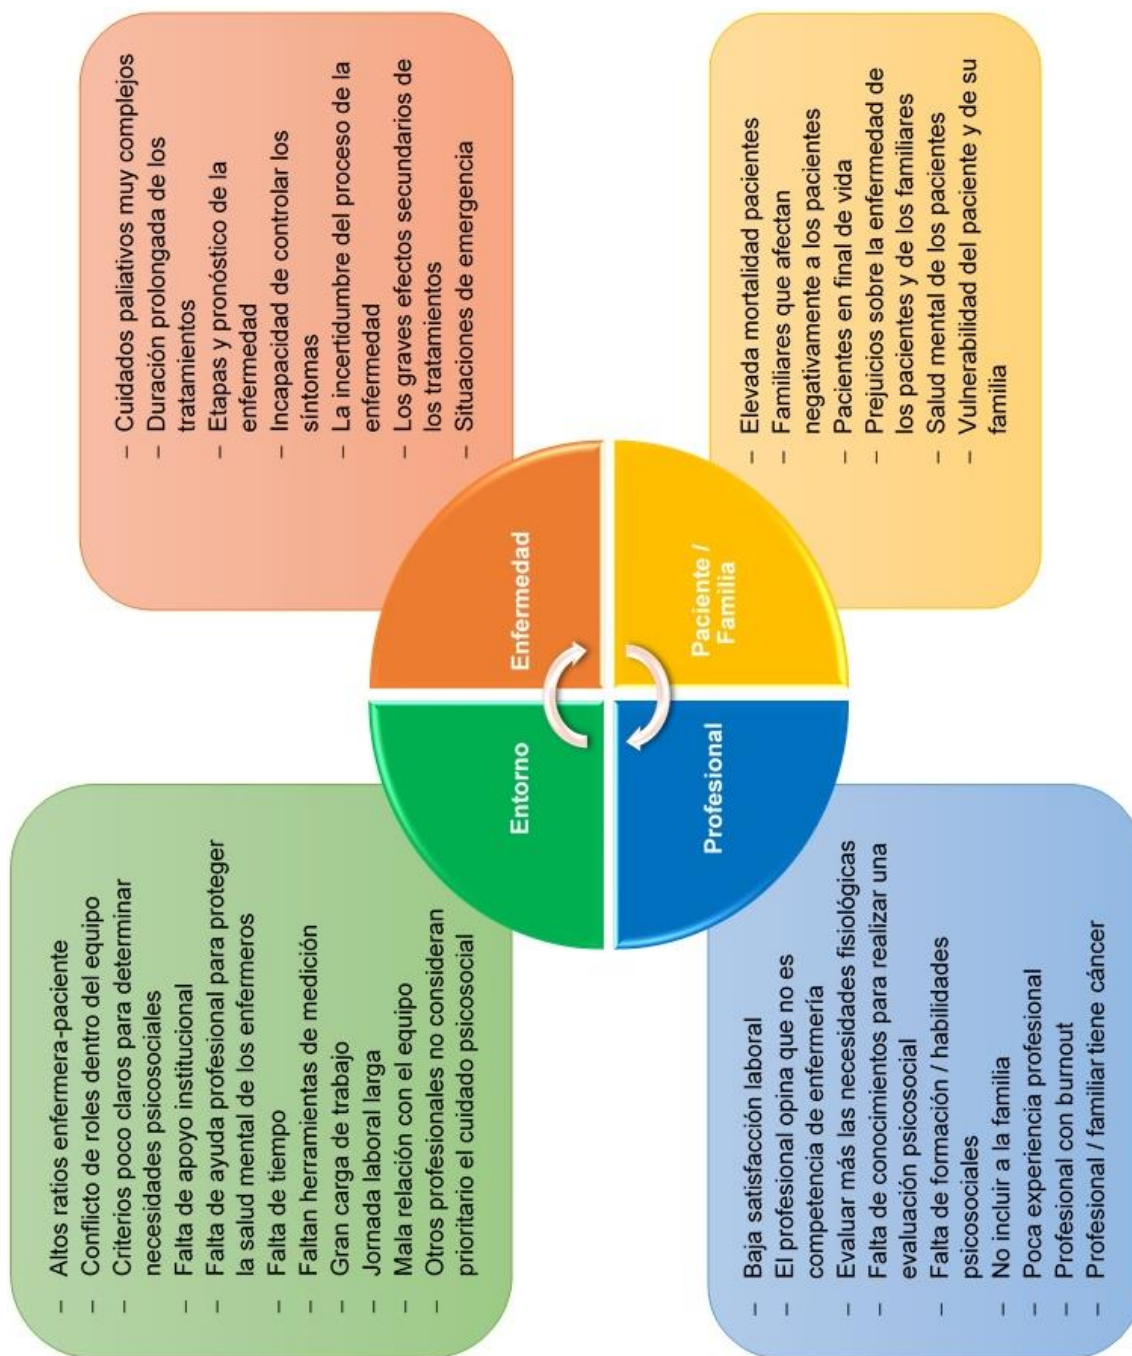 – Altos ratios enfermera-paciente
– Conflicto de roles dentro del equipo
– Criterios poco claros para determinar
necesidades psicosociales
– Falta de apoyo institucional
– Falta de ayuda profesional para proteger
la salud mental de los enfermeros
– Falta de tiempo
– Faltan herramientas de medición
– Gran carga de trabajo
– Jornada laboral larga
– Mala relación con el equipo
– Otros profesionales no consideran
prioritario el cuidado psicosocial
– Cuidados paliativos muy complejos
– Duración prolongada de los
tratamientos
– Etapas y pronóstico de la
enfermedad
– Incapacidad de controlar los
síntomas
– La incertidumbre del proceso de la
enfermedad
– Los graves efectos secundarios de
los tratamientos
– Situaciones de emergencia
Entorno
Enfermedad
Profesional
Paciente /
Familia
– Baja satisfacción laboral
– El profesional opina que no es
competencia de enfermería
– Evaluar más las necesidades fisiológicas
– Falta de conocimientos para realizar una
evaluación psicosocial
– Falta de formación / habilidades
psicosociales
– No incluir a la familia
– Poca experiencia profesional
– Profesional con burnout
– Profesional / familiar tiene cáncer
– Elevada mortalidad pacientes
– Familiares que afectan
negativamente a los pacientes
– Pacientes en final de vida
– Prejuicios sobre la enfermedad de
los pacientes y de los familiares
– Salud mental de los pacientes
– Vulnerabilidad del paciente y de su
familia